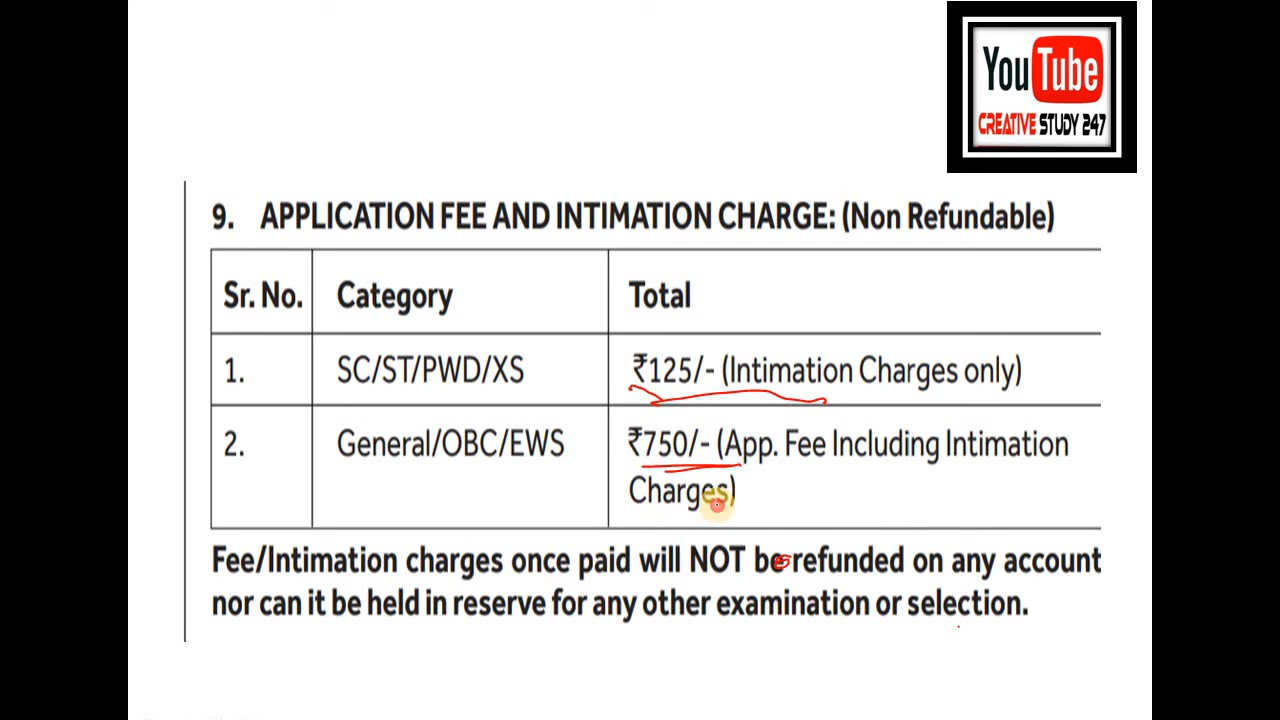 You Tube
CREATIVE STUDY 247
9. APPLICATION FEE AND INTIMATION CHARGE: (Non Refundable)
Sr. No. Category Total
1. SC/ST/PWD/XS ₹125/- (Intimation Charges only)
2. General/OBC/EWS ₹750/- (App. Fee Including Intimation
Charges)
Fee/Intimation charges once paid will NOT be refunded on any account
nor can it be held in reserve for any other examination or selection.